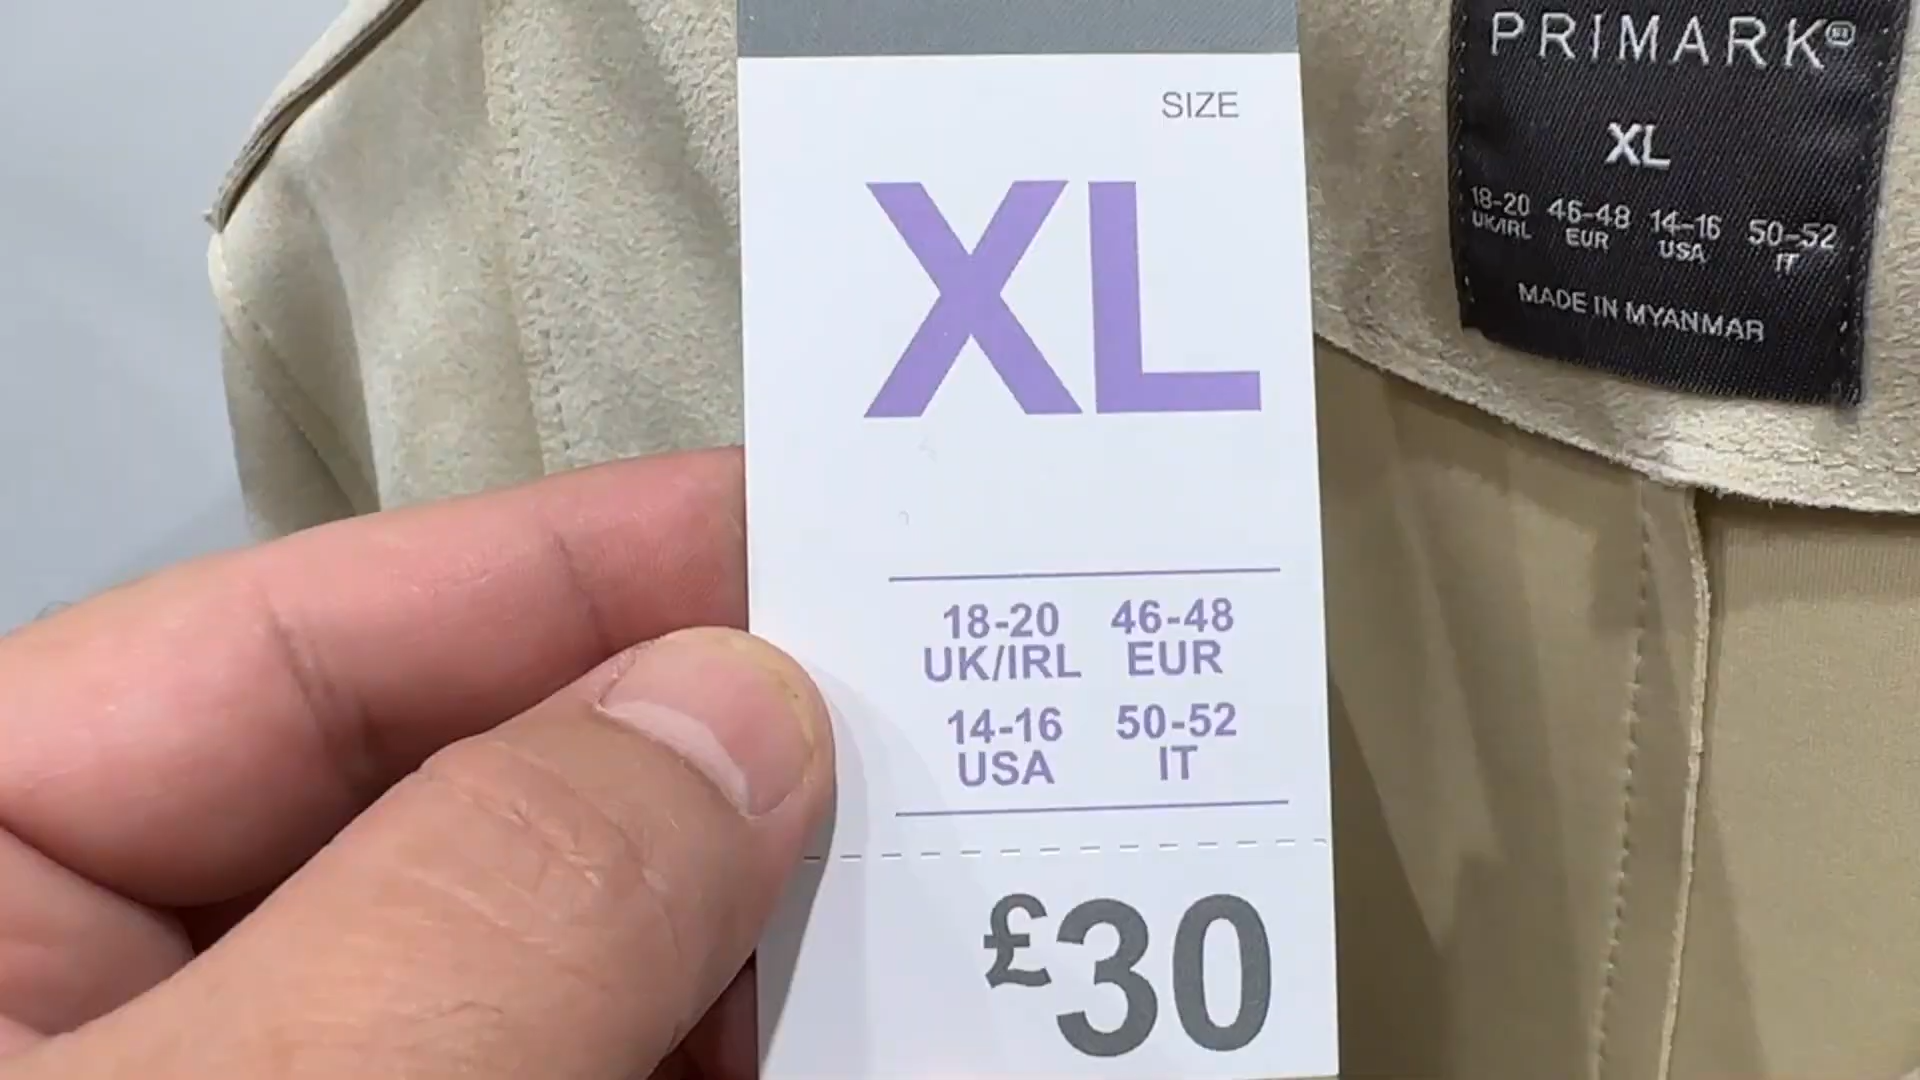 SIZE
XL
18-20 46-48
UK/IRL EUR
14-16 50-52
USA IT
£30
PRIMARK®
XL
18-20 46-48 14-16 50-52
UK/IRL EUR USA IT
MADE IN MYANMAR